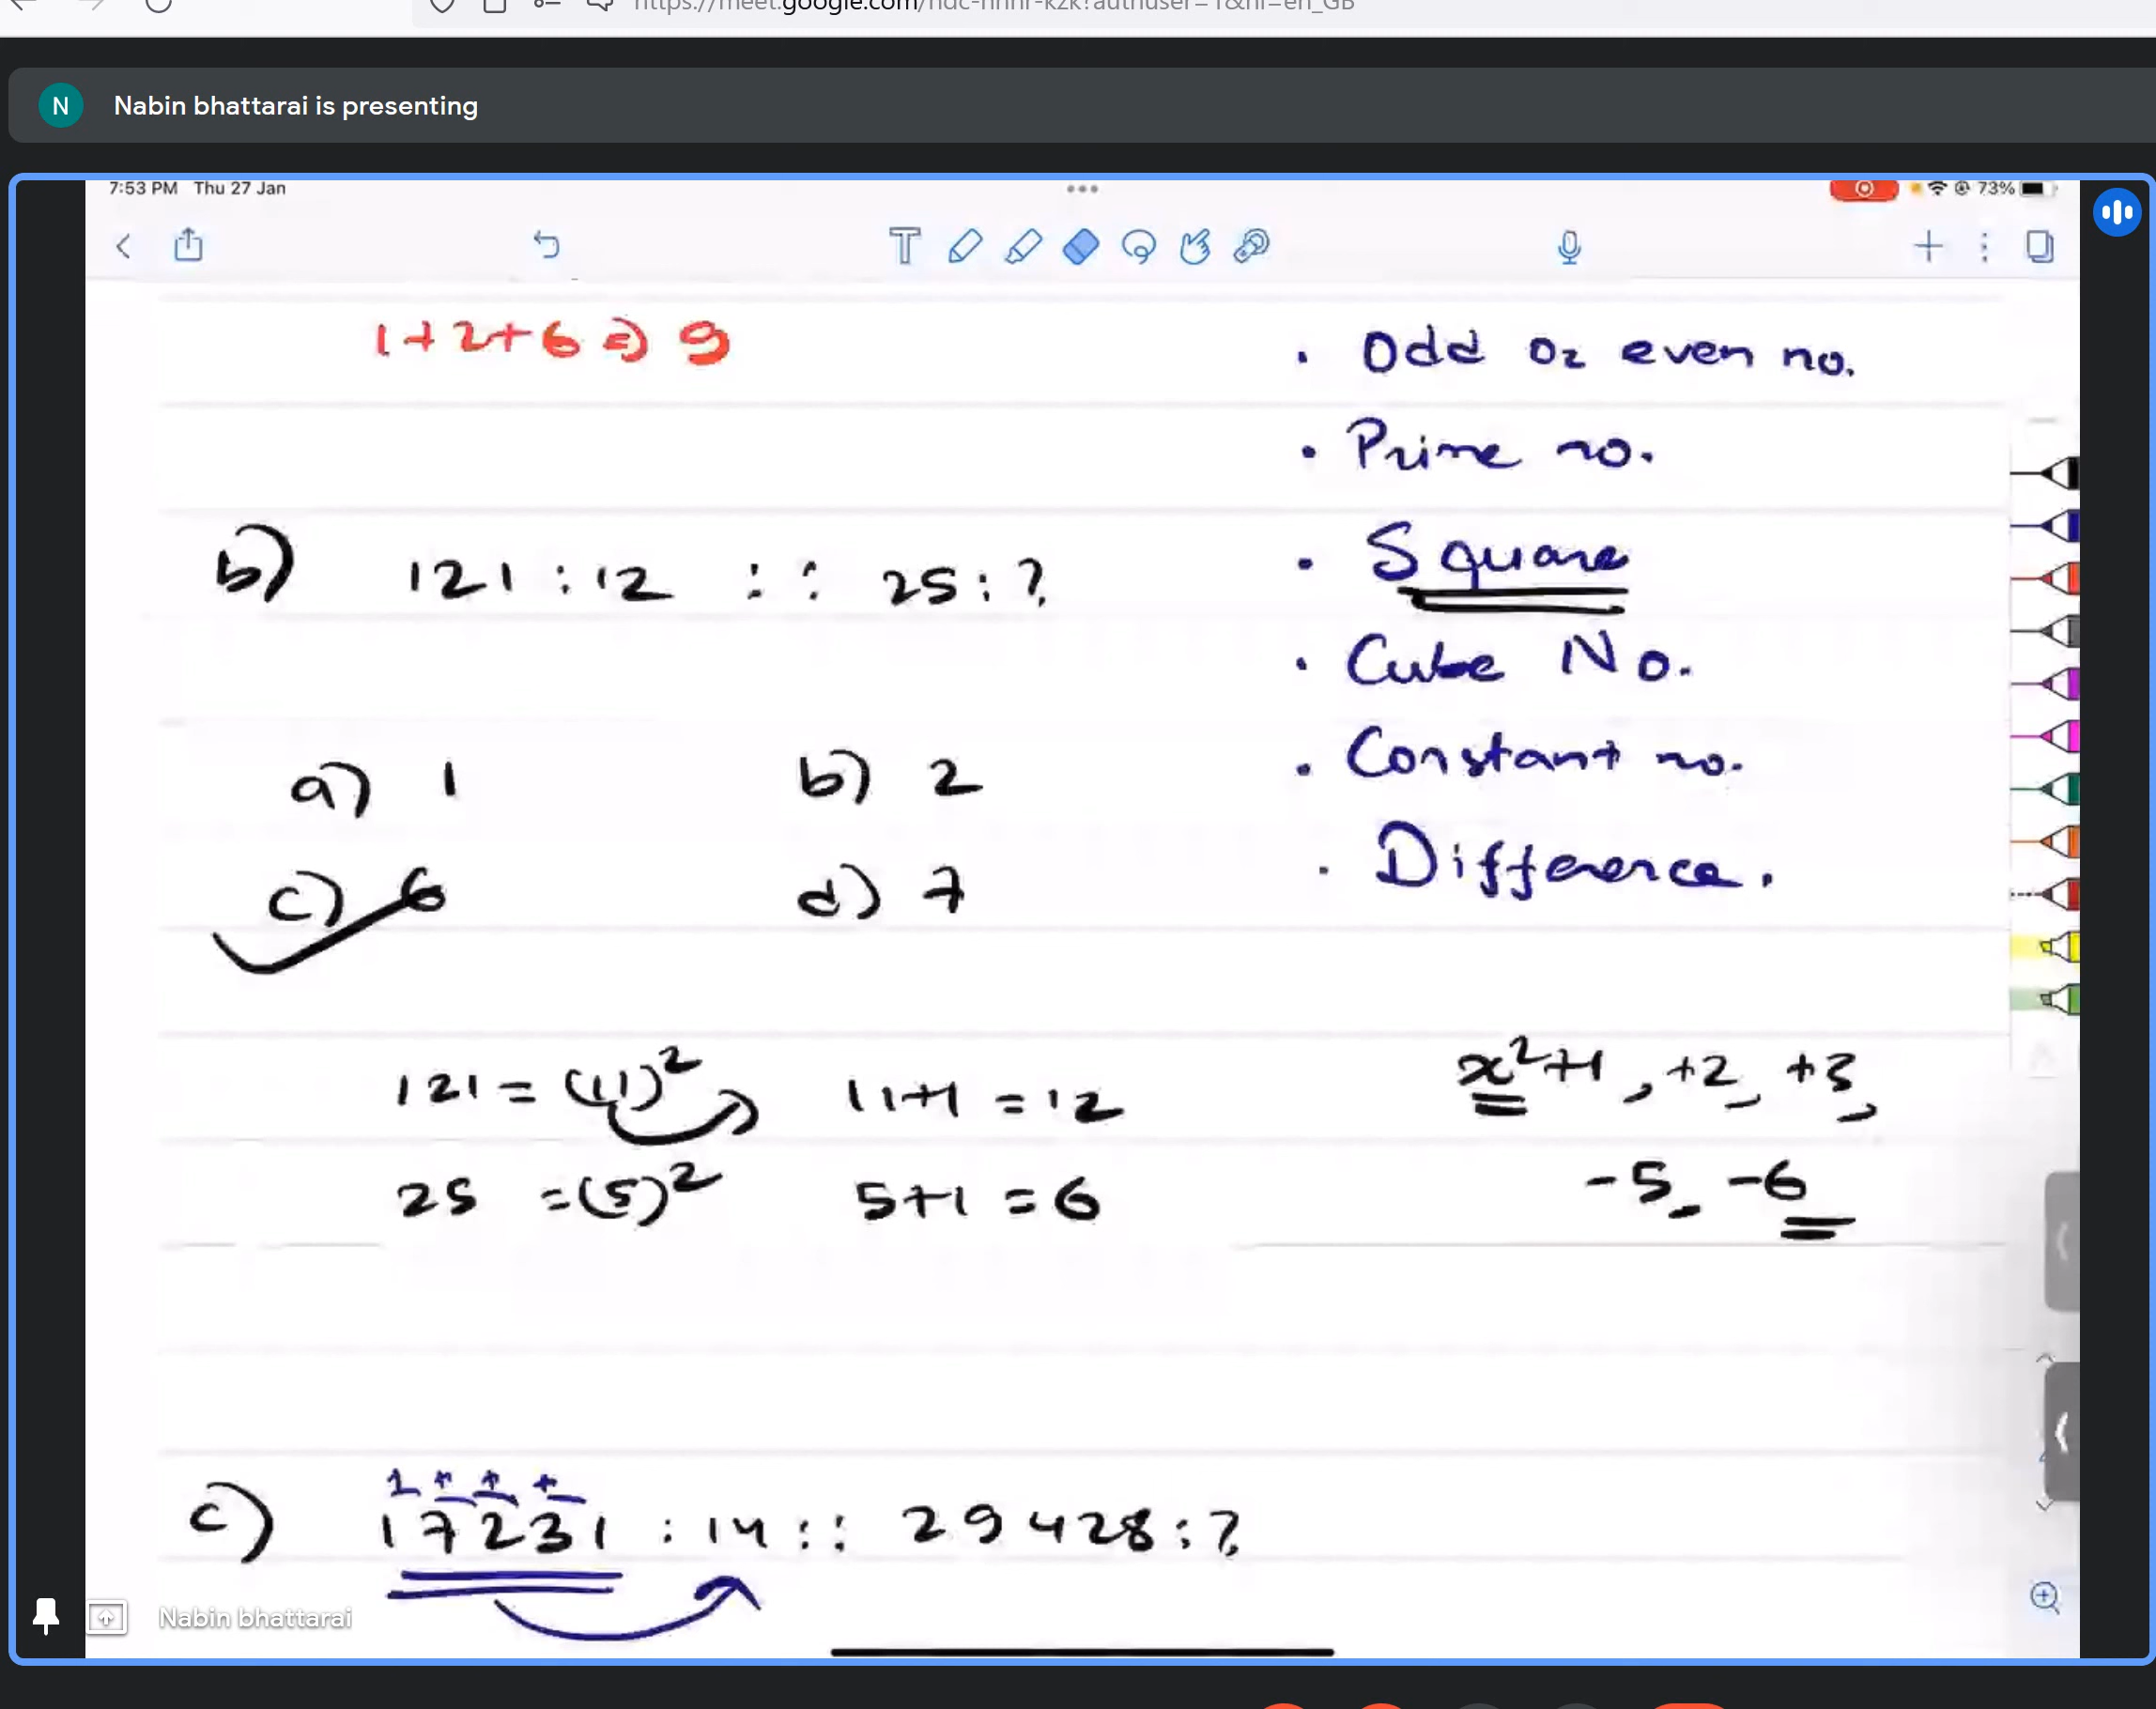 Nabin bhattarai is presenting
N
7:53 PM Thu 27 Jan
73%
1+2+6 ⇒ 9
• Odd or even no.
• Prime no.
b) 121 : 12 : : 25 : ?
• Square
• Cube No.
a) 1 b) 2
• Constant no.
c) 6 d) 7
• Difference.
121 = (11)² 11+1 = 12
x²+1, +2, +3,
25 = (5)² 5+1 = 6
-5, -6
1 + + +
c) 17231 : 14 : : 29428 : ?
Nabin bhattarai